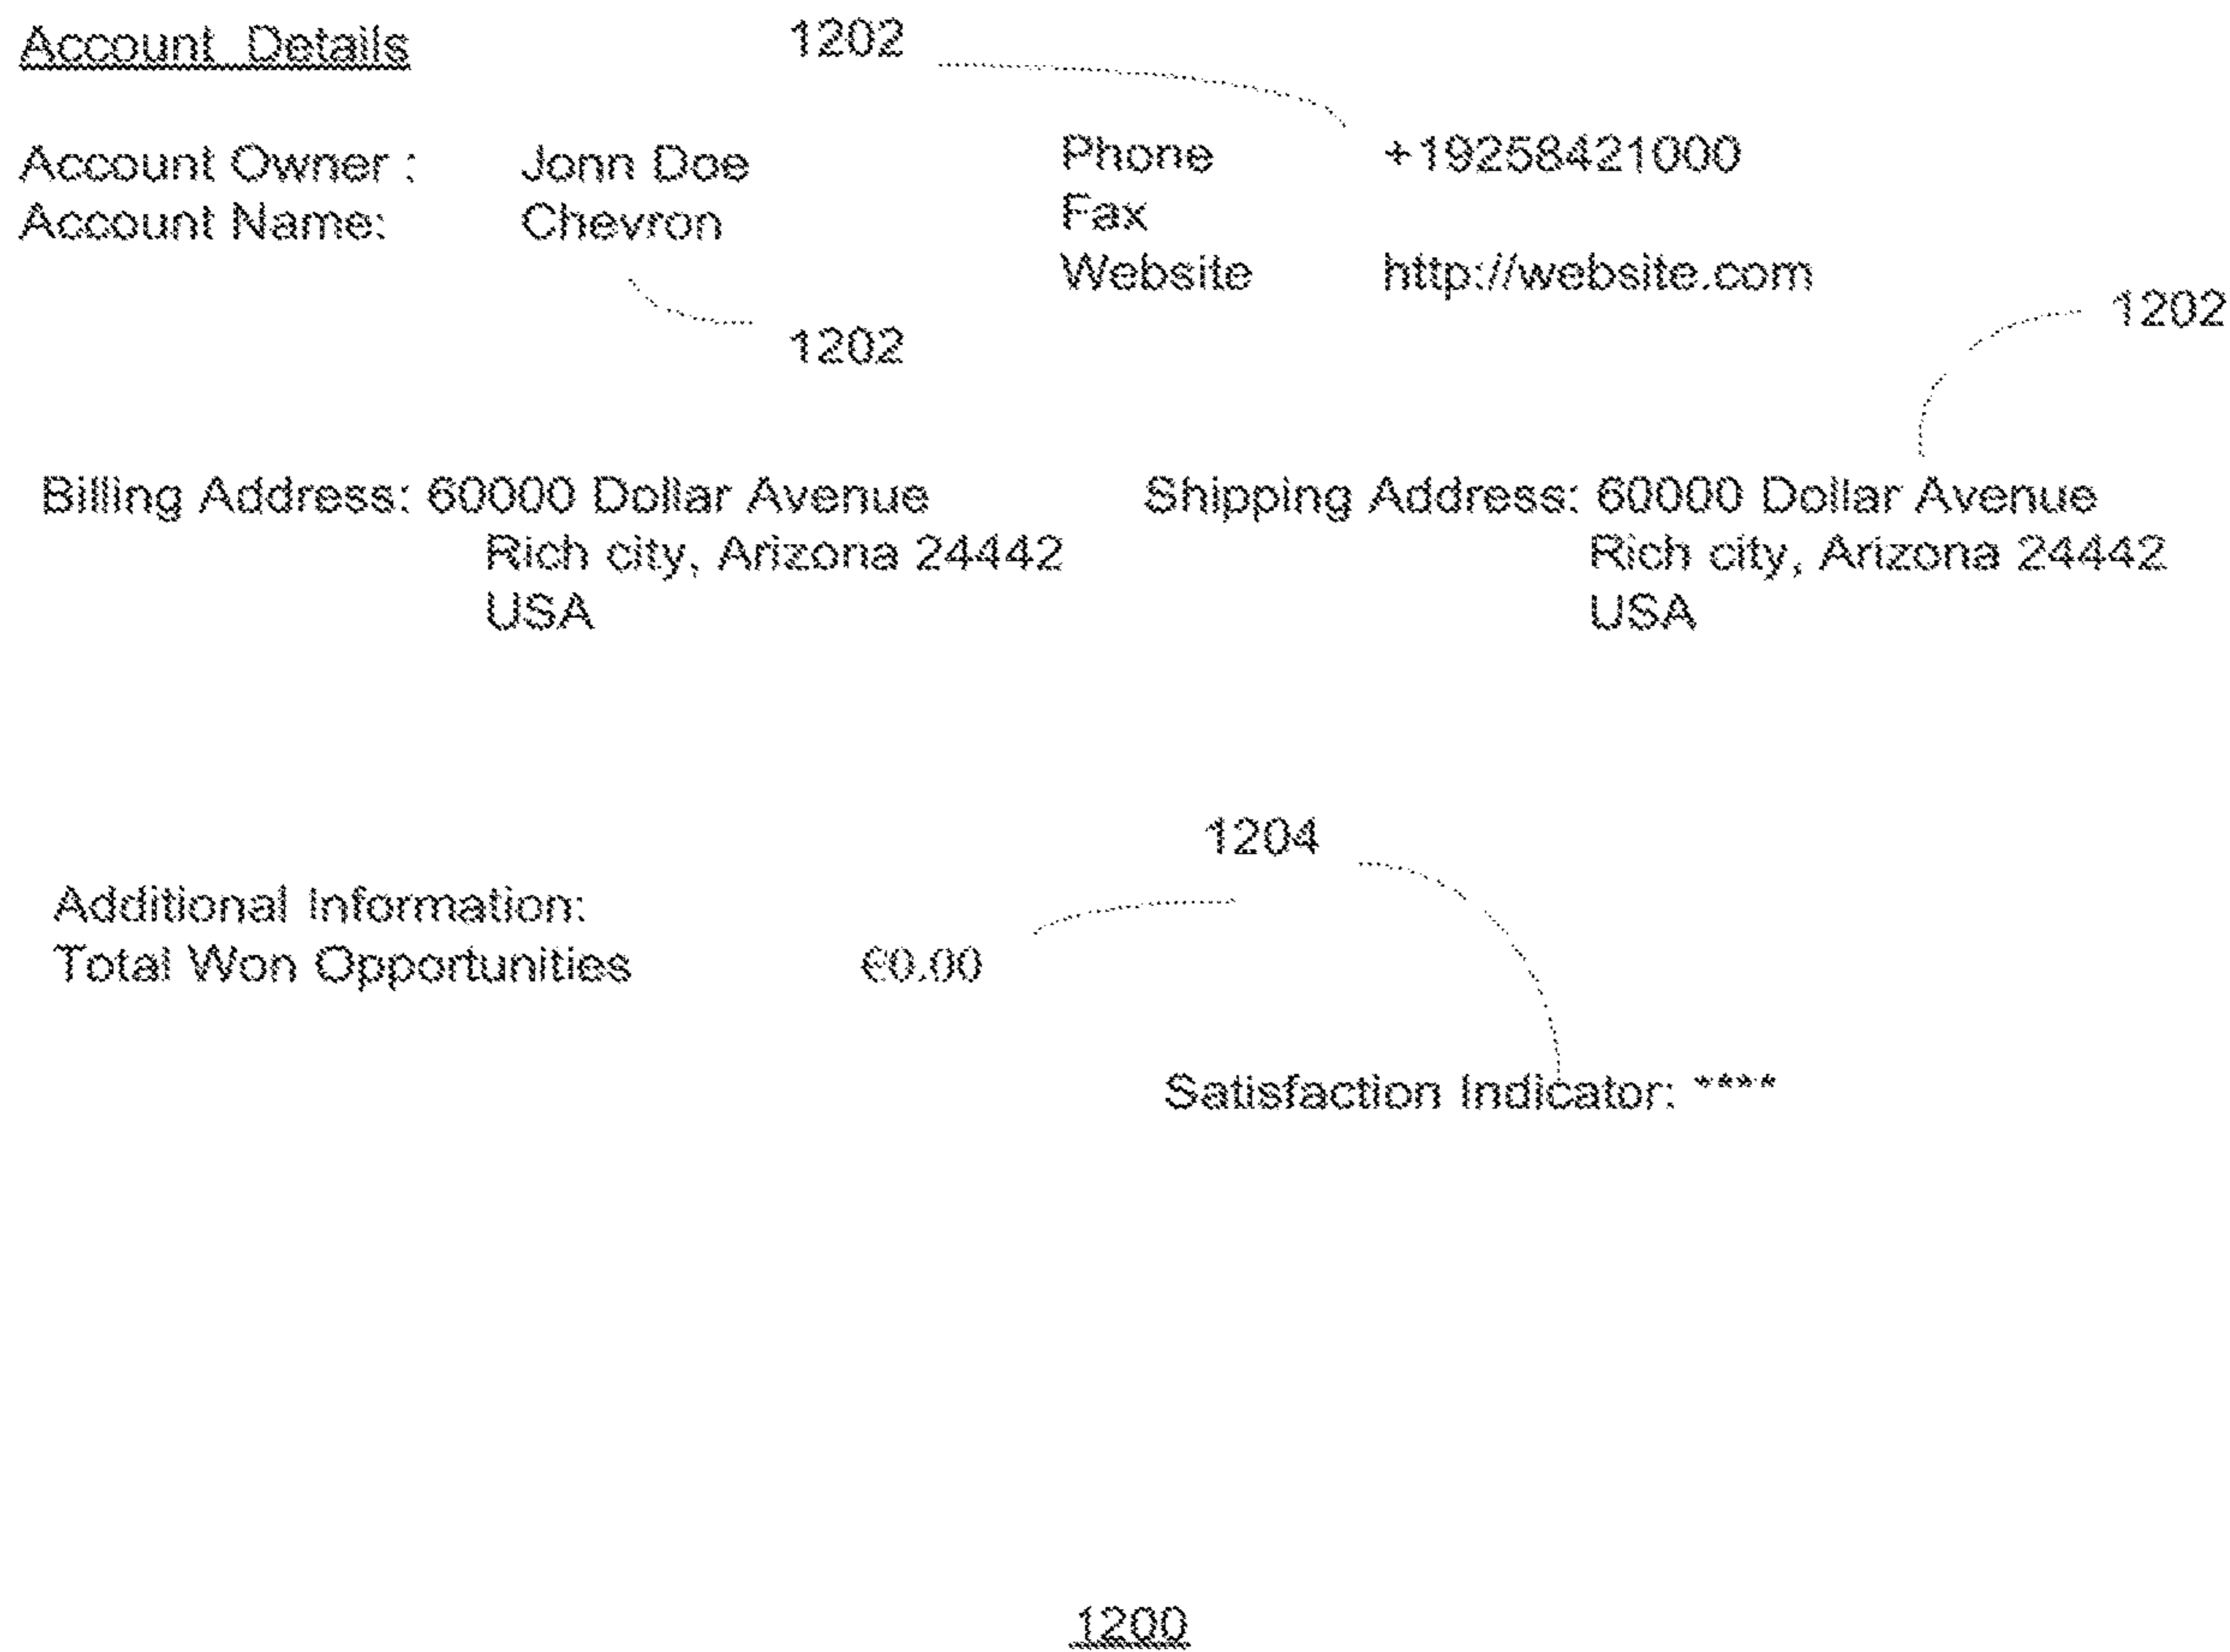 Account Details
1202
Account Owner : Jonn Doe
Account Name: Chevron
Phone +19258421000
Fax
Website http://website.com
1202
1202
Billing Address: 60000 Dollar Avenue
Rich city, Arizona 24442
USA
Shipping Address: 60000 Dollar Avenue
Rich city, Arizona 24442
USA
1204
Additional Information:
Total Won Opportunities €0.00
Satisfaction Indicator: ****
1200